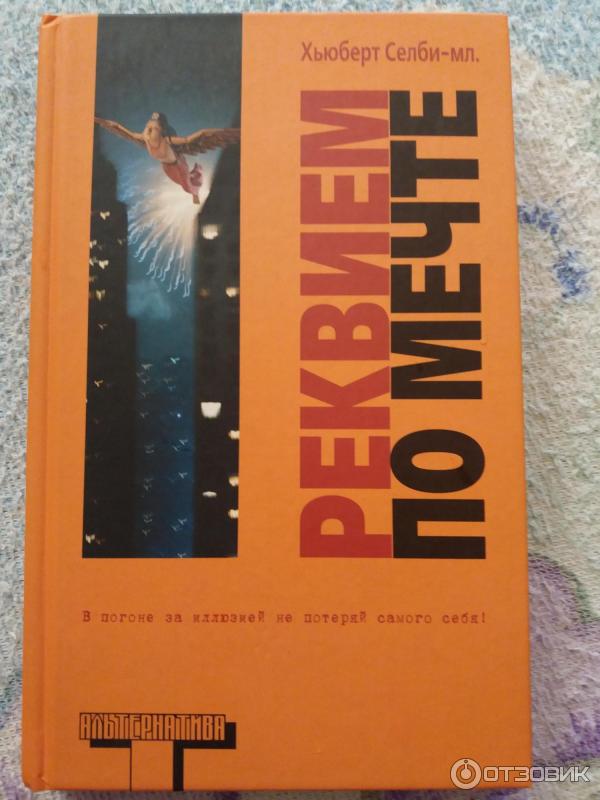 Хьюберт Селби-мл.
РЕКВИЕМ
ПО МЕЧТЕ
В погоне за иллюзией не потеряй самого себя!
АЛЬТЕРНАТИВА
ОТЗОВИК